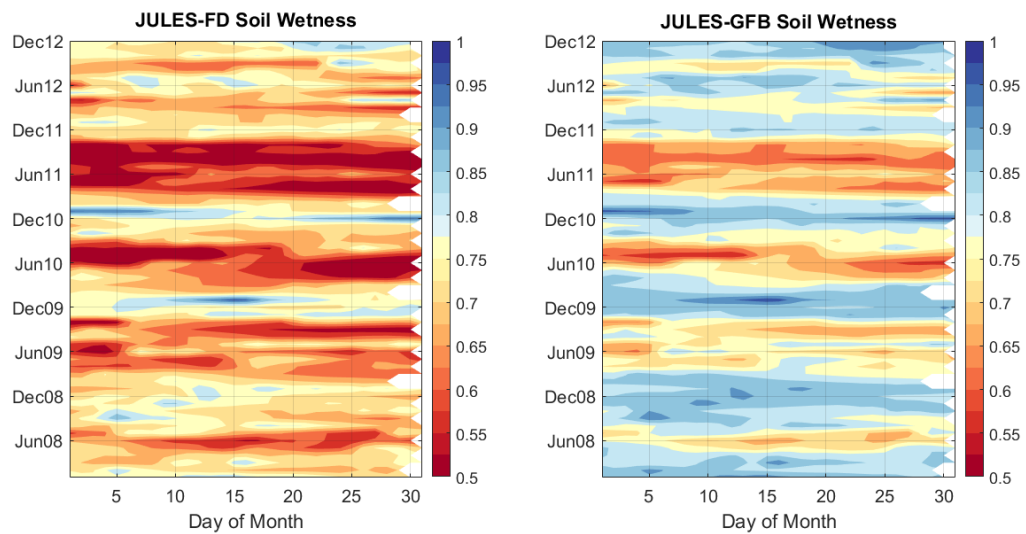 JULES-FD Soil Wetness
Dec12
Jun12
Dec11
Jun11
Dec10
Jun10
Dec09
Jun09
Dec08
Jun08
5 10 15 20 25 30
Day of Month
1
0.95
0.9
0.85
0.8
0.75
0.7
0.65
0.6
0.55
0.5
JULES-GFB Soil Wetness
Dec12
Jun12
Dec11
Jun11
Dec10
Jun10
Dec09
Jun09
Dec08
Jun08
5 10 15 20 25 30
Day of Month
1
0.95
0.9
0.85
0.8
0.75
0.7
0.65
0.6
0.55
0.5